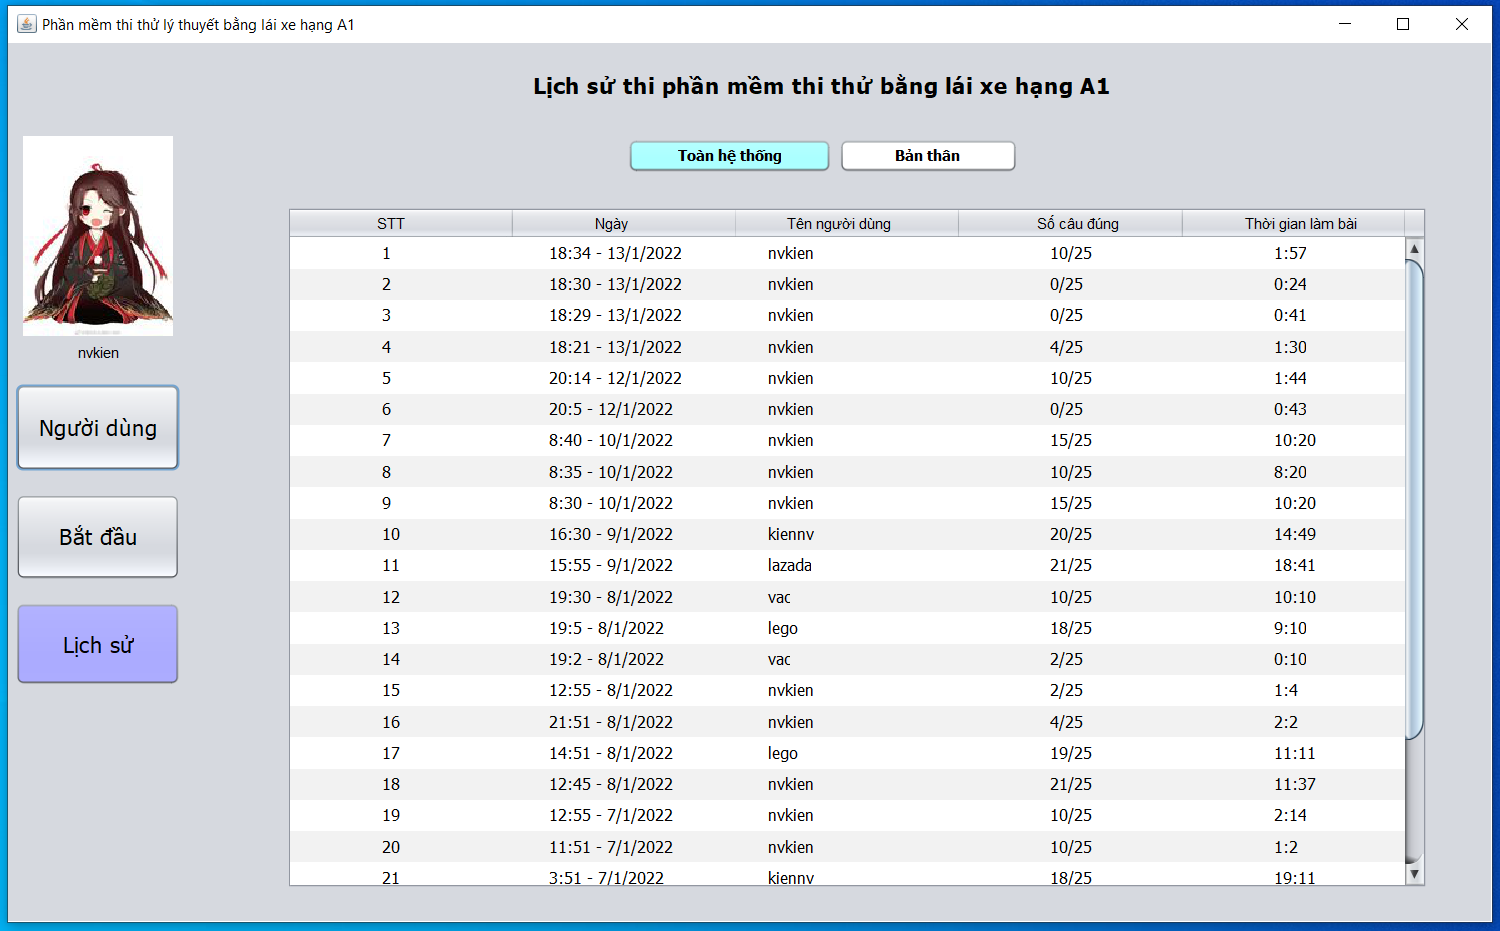 Phần mềm thi thử lý thuyết bằng lái xe hạng A1
Lịch sử thi phần mềm thi thử bằng lái xe hạng A1
Toàn hệ thống Bản thân
nvkien
Người dùng
Bắt đầu
Lịch sử
STT Ngày Tên người dùng Số câu đúng Thời gian làm bài
1 18:34 - 13/1/2022 nvkien 10/25 1:57
2 18:30 - 13/1/2022 nvkien 0/25 0:24
3 18:29 - 13/1/2022 nvkien 0/25 0:41
4 18:21 - 13/1/2022 nvkien 4/25 1:30
5 20:14 - 12/1/2022 nvkien 10/25 1:44
6 20:5 - 12/1/2022 nvkien 0/25 0:43
7 8:40 - 10/1/2022 nvkien 15/25 10:20
8 8:35 - 10/1/2022 nvkien 10/25 8:20
9 8:30 - 10/1/2022 nvkien 15/25 10:20
10 16:30 - 9/1/2022 kiennv 20/25 14:49
11 15:55 - 9/1/2022 lazada 21/25 18:41
12 19:30 - 8/1/2022 vac 10/25 10:10
13 19:5 - 8/1/2022 lego 18/25 9:10
14 19:2 - 8/1/2022 vac 2/25 0:10
15 12:55 - 8/1/2022 nvkien 2/25 1:4
16 21:51 - 8/1/2022 nvkien 4/25 2:2
17 14:51 - 8/1/2022 lego 19/25 11:11
18 12:45 - 8/1/2022 nvkien 21/25 11:37
19 12:55 - 7/1/2022 nvkien 10/25 2:14
20 11:51 - 7/1/2022 nvkien 10/25 1:2
21 3:51 - 7/1/2022 kiennv 18/25 19:11